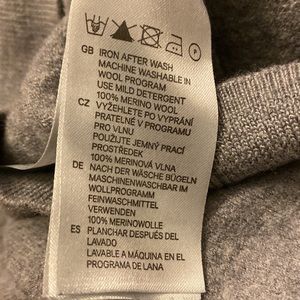 GB IRON AFTER WASH
MACHINE WASHABLE IN
WOOL PROGRAM
USE MILD DETERGENT
100% MERINO WOOL
CZ VYŽEHLETE PO VYPRÁNÍ
PRATELNÉ V PROGRAMU
PRO VLNU
POUŽIJTE JEMNÝ PRACÍ
PROSTŘEDEK
100% MERINOVÁ VLNA
DE NACH DER WÄSCHE BÜGELN
MASCHINENWASCHBAR IM
WOLLPROGRAMM
FEINWASCHMITTEL
VERWENDEN
100% MERINOWOLLE
ES PLANCHAR DESPUÉS DEL
LAVADO
LAVABLE A MÁQUINA EN EL
PROGRAMA DE LANA